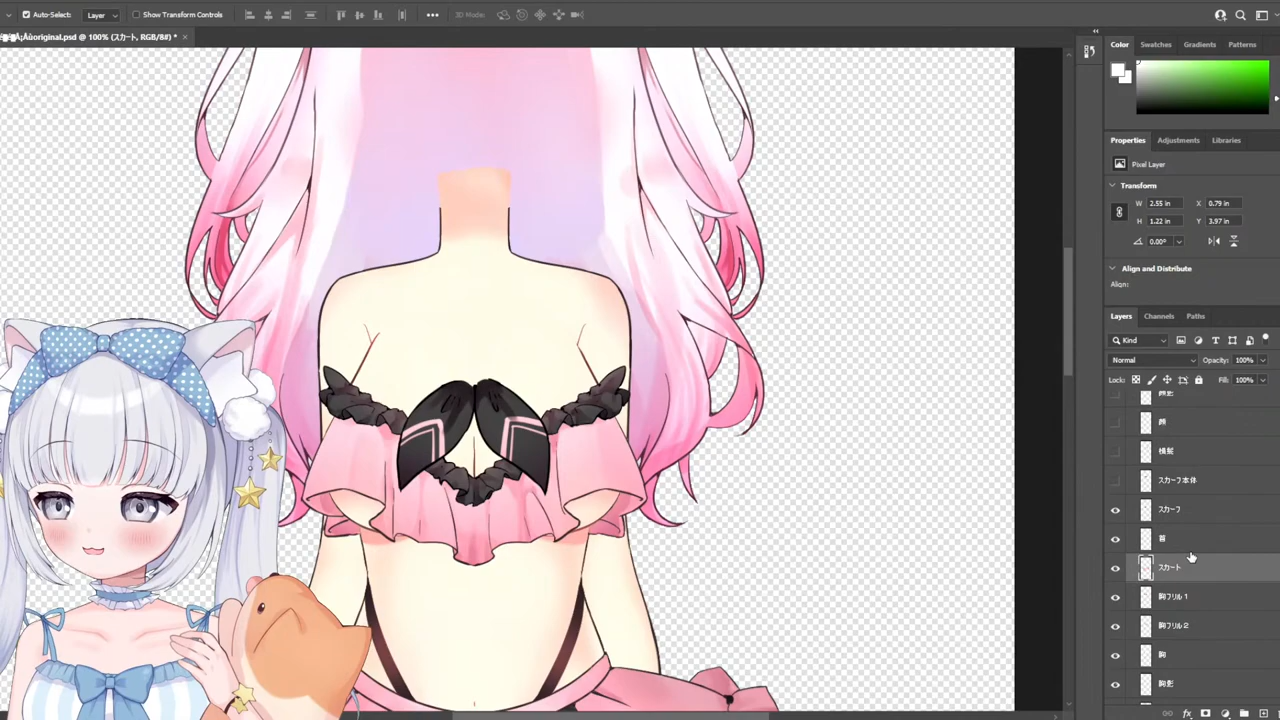 Auto-Select:
Layer
Show Transform Controls
3D Mode:
original.psd @ 100% (スカート, RGB/8#) *
Color
Swatches
Gradients
Patterns
Properties
Adjustments
Libraries
Pixel Layer
Transform
W 2.55 in
X 0.79 in
H 1.22 in
Y 3.97 in
0.00°
Align and Distribute
Align:
Layers
Channels
Paths
Kind
Normal
Opacity: 100%
Lock:
Fill: 100%
顔
横髪
スカーフ本体
スカーフ
首
スカート
胸フリル1
胸フリル2
胸
胸影